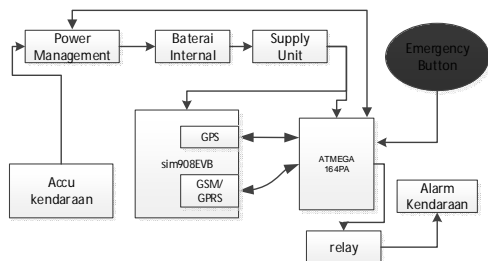 Power
Management
Baterai
Internal
Supply
Unit
Emergency
Button
GPS
sim908EVB
GSM/
GPRS
ATMEGA
164PA
Accu
kendaraan
Alarm
Kendaraan
relay